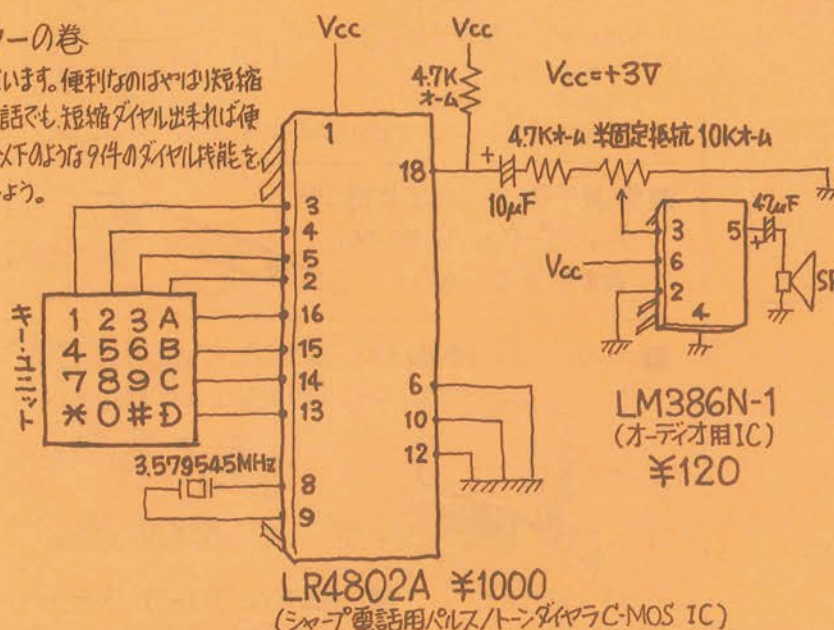 ーの巻
います。便利なのはやはり短縮
話でも、短縮ダイヤル出来れば便
以下のような9件のダイヤル機能を
ょう。
Vcc
Vcc
4.7K
オーム
Vcc=+3V
1
18
4.7Kオーム 半固定抵抗 10Kオーム
+
10μF
3
4
5
2
16
15
14
13
8
9
6
10
12
キー・ユニット
1 2 3 A
4 5 6 B
7 8 9 C
* 0 # D
3.579545MHz
Vcc
3
6
2
5
4
47μF
+
SP
LM386N-1
(オーディオ用IC)
¥120
LR4802A ¥1000
(シャープ電話用パルス/トーンダイヤラC-MOS IC)